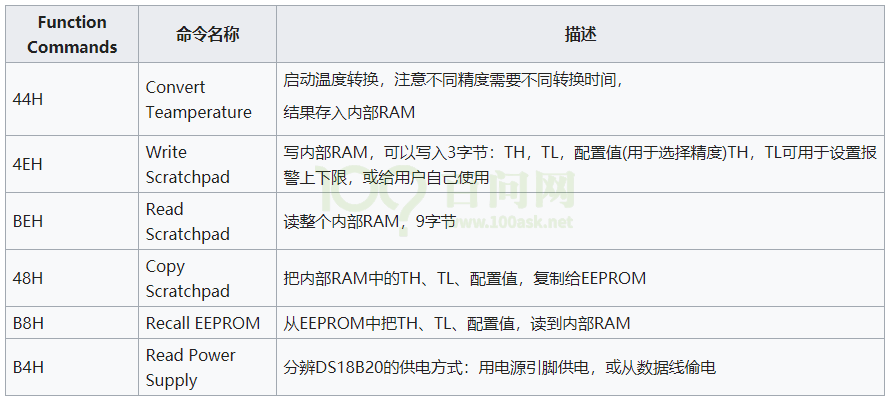 Function
Commands
命令名称
描述
44H
Convert
Teamperature
启动温度转换，注意不同精度需要不同转换时间，
结果存入内部RAM
4EH
Write
Scratchpad
写内部RAM，可以写入3字节：TH，TL，配置值(用于选择精度)TH，TL可用于设置报
警上下限，或给用户自己使用
BEH
Read
Scratchpad
读整个内部RAM，9字节
48H
Copy
Scratchpad
把内部RAM中的TH、TL、配置值，复制给EEPROM
B8H
Recall EEPROM
从EEPROM中把TH、TL、配置值，读到内部RAM
B4H
Read Power
Supply
分辨DS18B20的供电方式：用电源引脚供电，或从数据线偷电
百问网
www.100ask.net